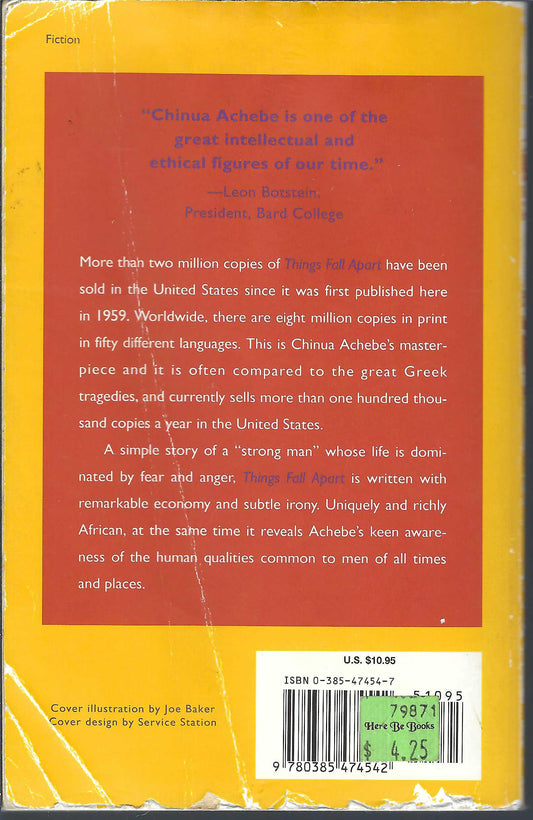 Fiction
“Chinua Achebe is one of the
great intellectual and
ethical figures of our time.”
—Leon Botstein,
President, Bard College
More than two million copies of Things Fall Apart have been
sold in the United States since it was first published here
in 1959. Worldwide, there are eight million copies in print
in fifty different languages. This is Chinua Achebe's master-
piece and it is often compared to the great Greek
tragedies, and currently sells more than one hundred thou-
sand copies a year in the United States.
A simple story of a “strong man” whose life is domi-
nated by fear and anger, Things Fall Apart is written with
remarkable economy and subtle irony. Uniquely and richly
African, at the same time it reveals Achebe's keen aware-
ness of the human qualities common to men of all times
and places.
U.S. $10.95
ISBN 0-385-47454-7
51095
79871
Here Be Books
$ 4.25
9 780385 474542
Cover illustration by Joe Baker
Cover design by Service Station